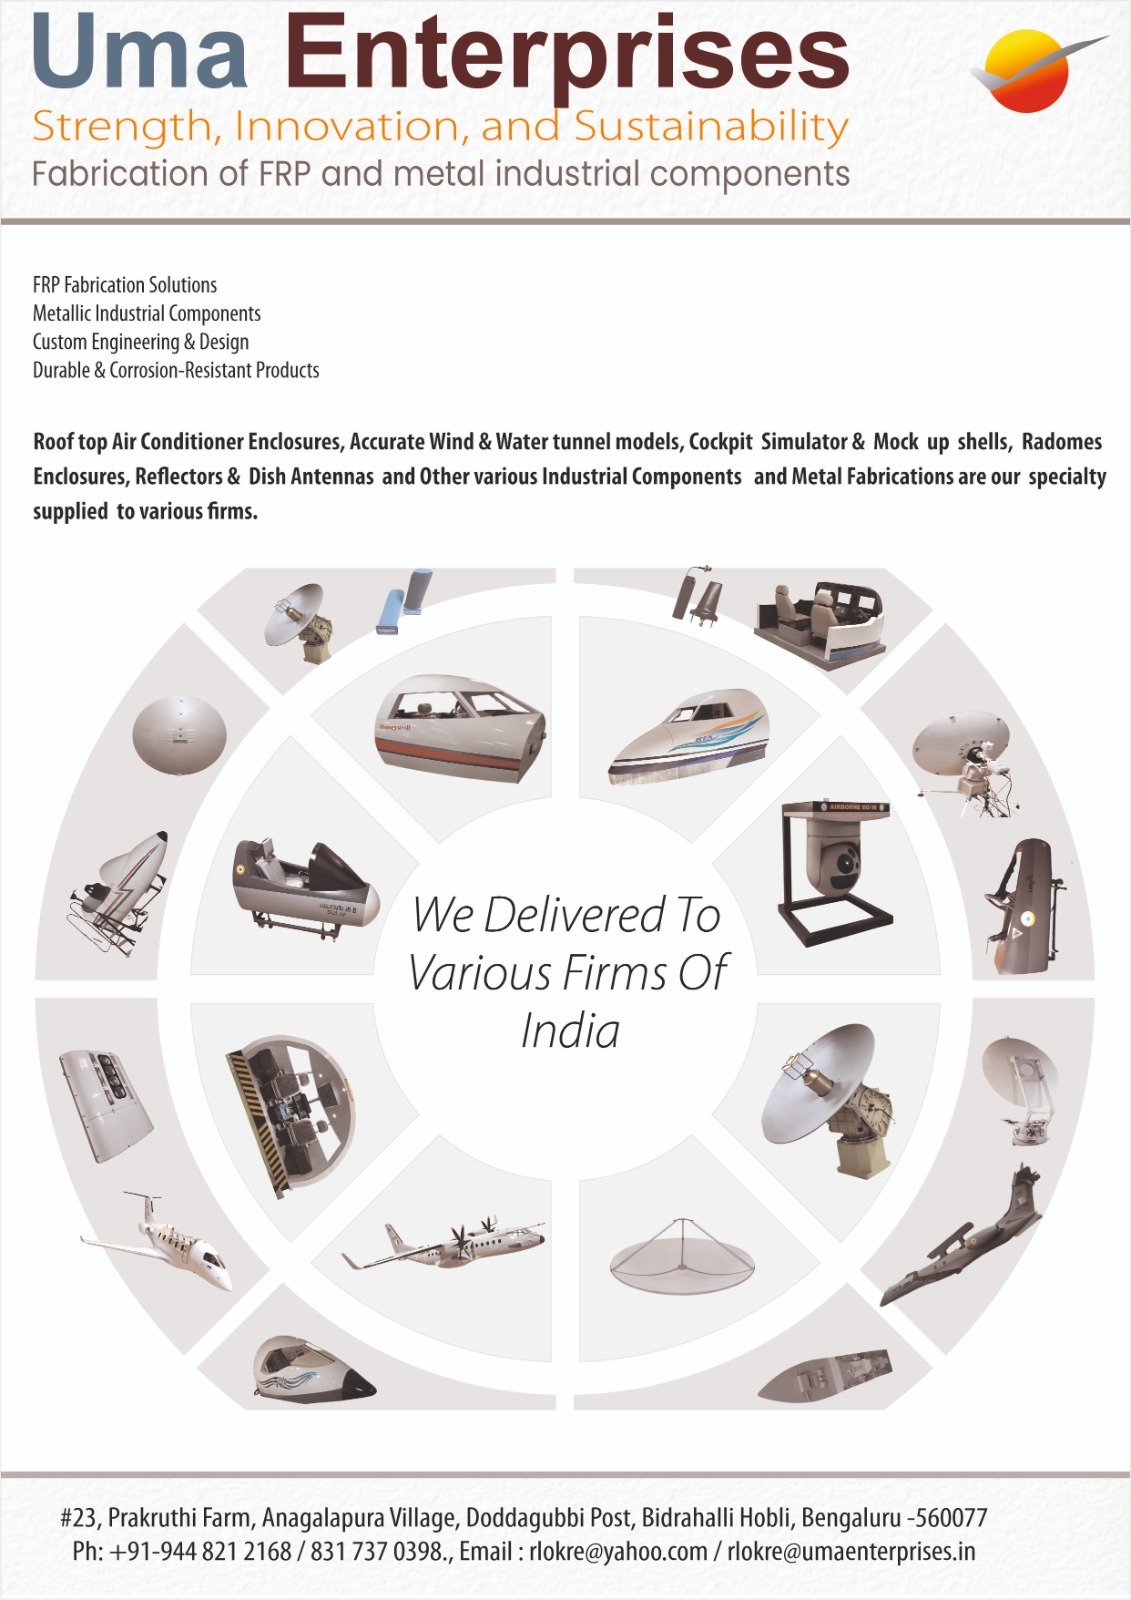 Uma Enterprises
Strength, Innovation, and Sustainability
Fabrication of FRP and metal industrial components
FRP Fabrication Solutions
Metallic Industrial Components
Custom Engineering & Design
Durable & Corrosion-Resistant Products
Roof top Air Conditioner Enclosures, Accurate Wind & Water tunnel models, Cockpit Simulator & Mock up shells, Radomes
Enclosures, Reflectors & Dish Antennas and Other various Industrial Components and Metal Fabrications are our specialty
supplied to various firms.
Honeywell
AIRBORNE EO/IR
We Delivered To
Various Firms Of
India
#23, Prakruthi Farm, Anagalapura Village, Doddagubbi Post, Bidrahalli Hobli, Bengaluru -560077
Ph: +91-944 821 2168 / 831 737 0398., Email : rlokre@yahoo.com / rlokre@umaenterprises.in